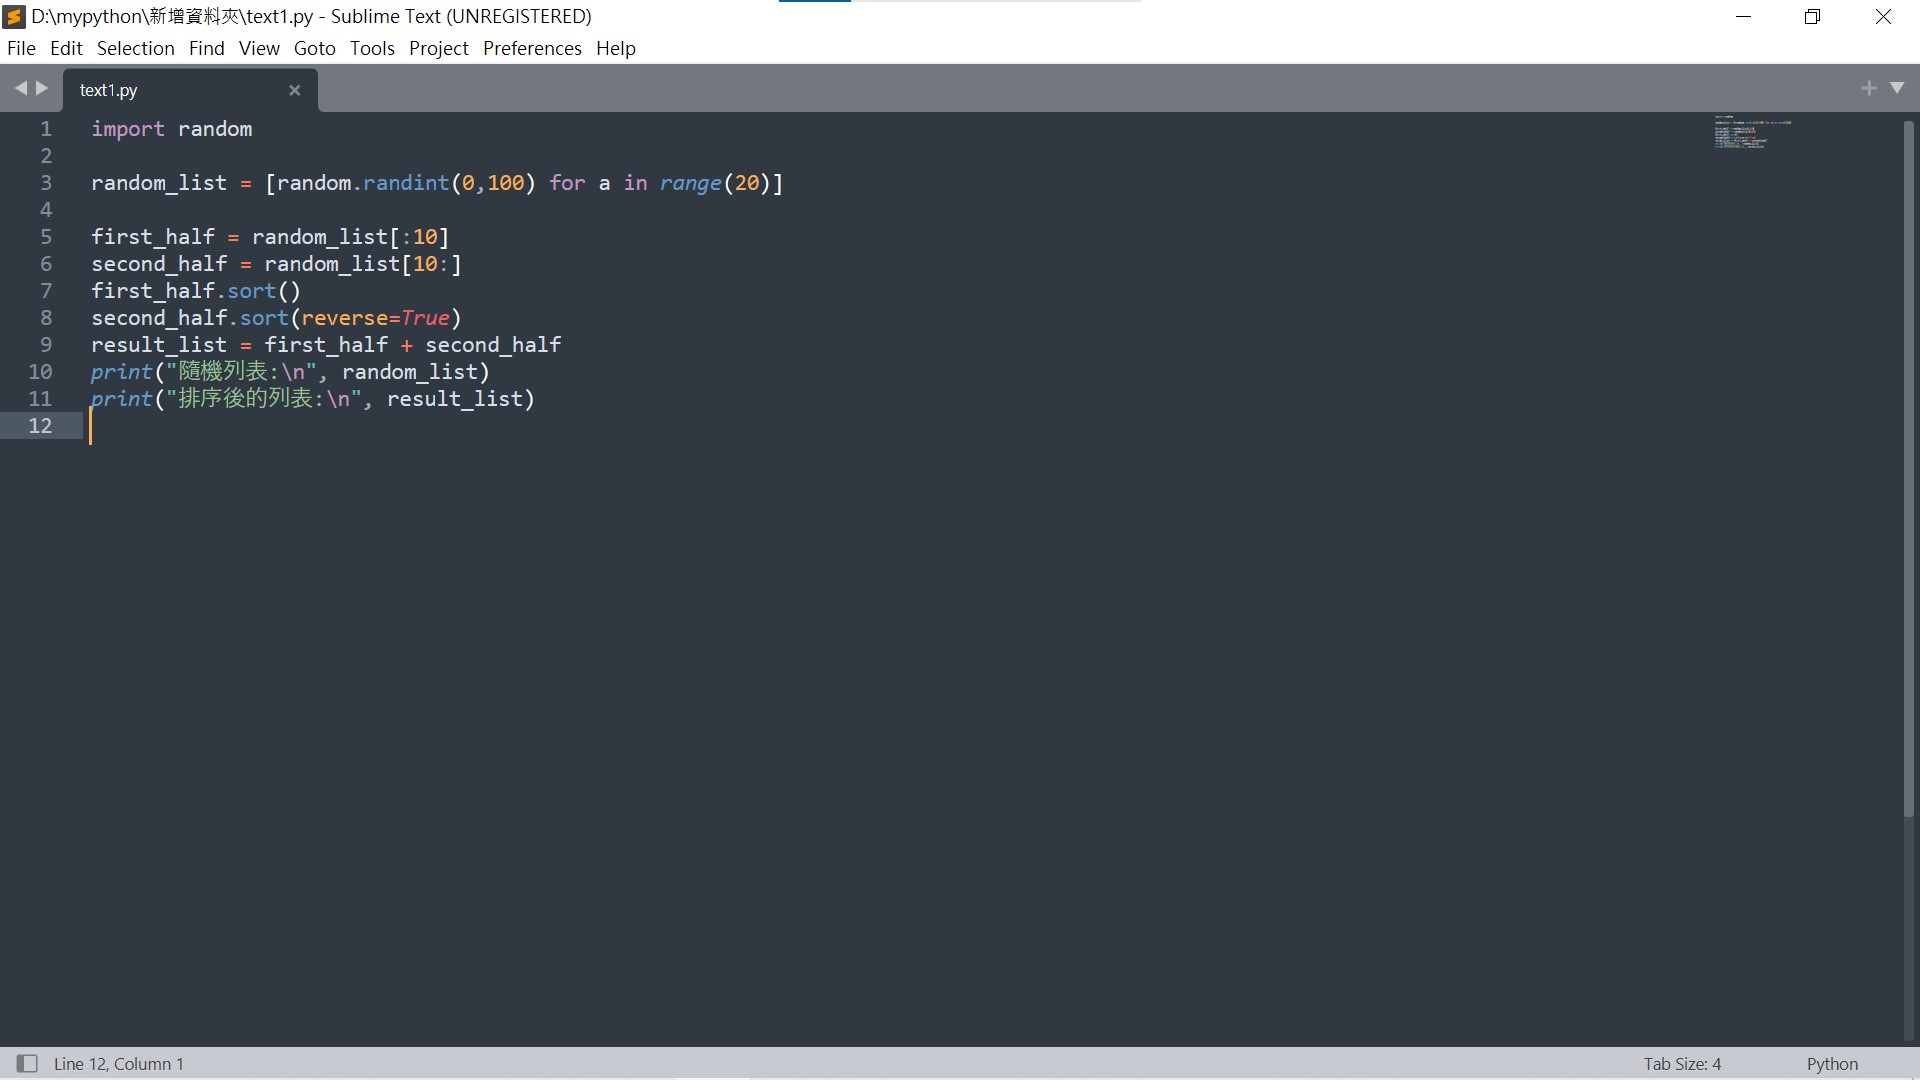 D:\mypython\新增資料夾\text1.py - Sublime Text (UNREGISTERED)
File Edit Selection Find View Goto Tools Project Preferences Help
text1.py
1 import random
2
3 random_list = [random.randint(0,100) for a in range(20)]
4
5 first_half = random_list[:10]
6 second_half = random_list[10:]
7 first_half.sort()
8 second_half.sort(reverse=True)
9 result_list = first_half + second_half
10 print("隨機列表:\n", random_list)
11 print("排序後的列表:\n", result_list)
12
Line 12, Column 1 Tab Size: 4 Python